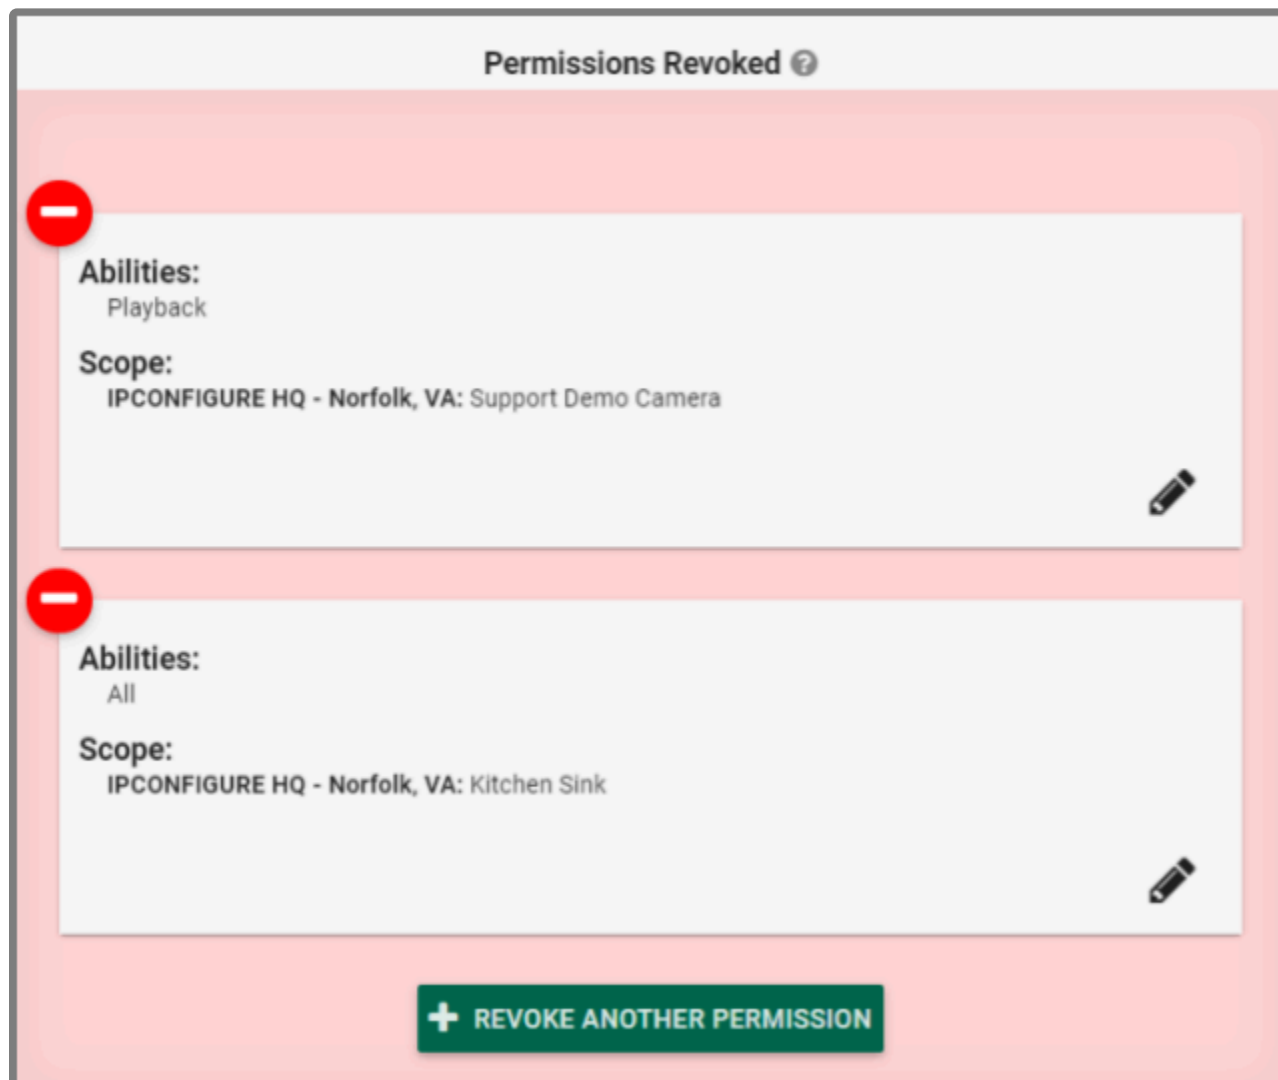 Permissions Revoked ?
Abilities:
Playback
Scope:
IPCONFIGURE HQ - Norfolk, VA: Support Demo Camera
Abilities:
All
Scope:
IPCONFIGURE HQ - Norfolk, VA: Kitchen Sink
REVOKE ANOTHER PERMISSION